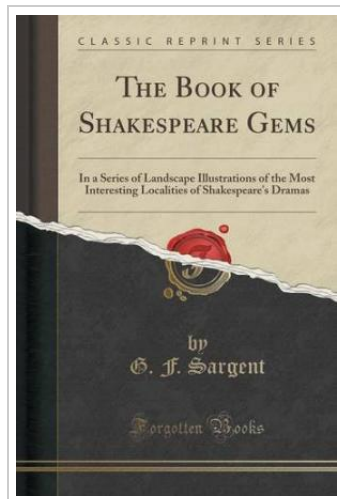 CLASSIC REPRINT SERIES
THE BOOK OF
SHAKESPEARE GEMS
In a Series of Landscape Illustrations of the Most
Interesting Localities of Shakespeare's Dramas
by
G. F. Sargent
Forgotten Books